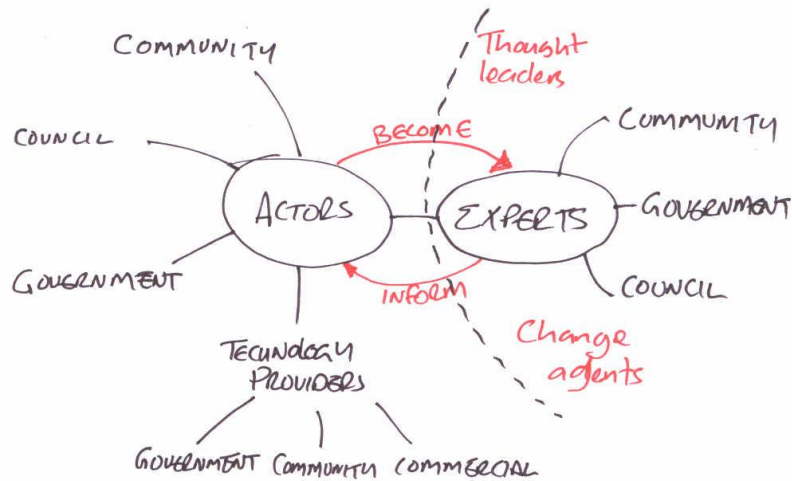 COMMUNITY
Thought
leaders
COUNCIL
BECOME
COMMUNITY
ACTORS
EXPERTS
GOVERNMENT
GOVERNMENT
INFORM
COUNCIL
TECHNOLOGY
PROVIDERS
Change
agents
GOVERNMENT COMMUNITY COMMERCIAL